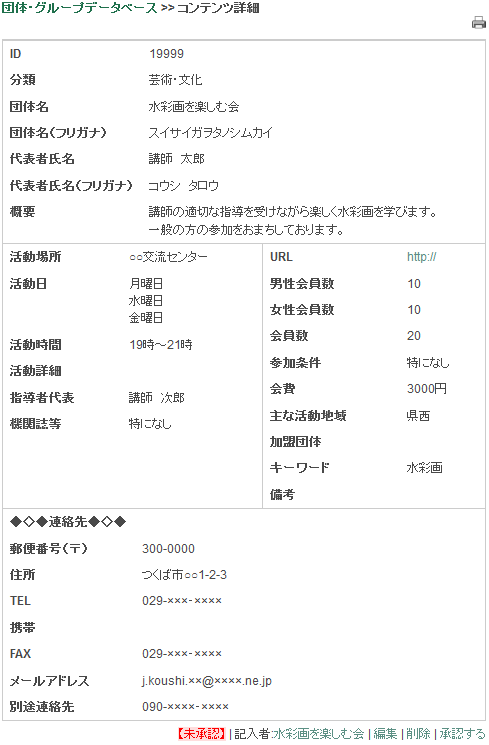 団体・グループデータベース >> コンテンツ詳細
ID 19999
分類 芸術・文化
団体名 水彩画を楽しむ会
団体名(フリガナ) スイサイガヲタノシムカイ
代表者氏名 講師 太郎
代表者氏名(フリガナ) コウシ タロウ
概要 講師の適切な指導を受けながら楽しく水彩画を学びます。
一般の方の参加をおまちしております。
活動場所 ○○交流センター
活動日 月曜日
水曜日
金曜日
活動時間 19時～21時
活動詳細
指導者代表 講師 次郎
機関誌等 特になし
URL http://
男性会員数 10
女性会員数 10
会員数 20
参加条件 特になし
会費 3000円
主な活動地域 県西
加盟団体
キーワード 水彩画
備考
◆◇◆連絡先◆◇◆
郵便番号(〒) 300-0000
住所 つくば市○○1-2-3
TEL 029-×××-××××
携帯
FAX 029-×××-××××
メールアドレス j.koushi.××@××××.ne.jp
別途連絡先 090-××××-××××
【未承認】 | 記入者:水彩画を楽しむ会 | 編集 | 削除 | 承認する